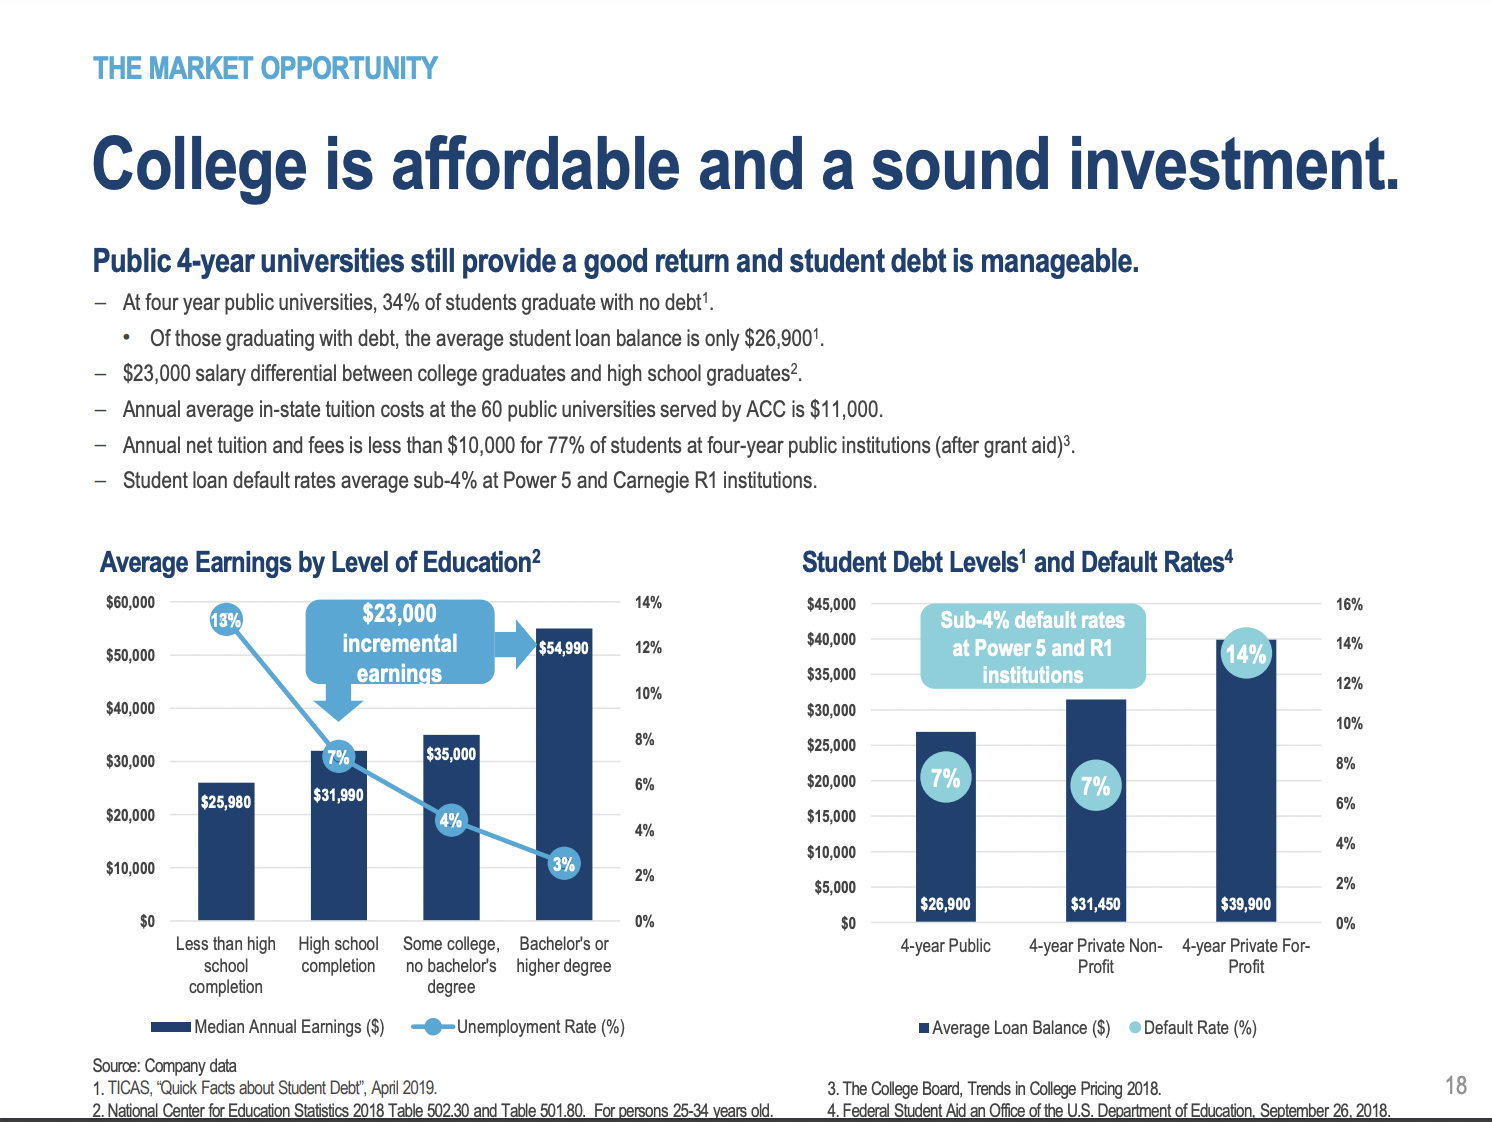 THE MARKET OPPORTUNITY
College is affordable and a sound investment.
Public 4-year universities still provide a good return and student debt is manageable.
– At four year public universities, 34% of students graduate with no debt¹.
• Of those graduating with debt, the average student loan balance is only $26,900¹.
– $23,000 salary differential between college graduates and high school graduates².
– Annual average in-state tuition costs at the 60 public universities served by ACC is $11,000.
– Annual net tuition and fees is less than $10,000 for 77% of students at four-year public institutions (after grant aid)³.
– Student loan default rates average sub-4% at Power 5 and Carnegie R1 institutions.
Average Earnings by Level of Education²
$60,000
$50,000
$40,000
$30,000
$20,000
$10,000
$0
14%
12%
10%
8%
6%
4%
2%
0%
$23,000
incremental
earnings
13%
7%
4%
3%
$25,980
$31,990
$35,000
$54,990
Less than high
school
completion
High school
completion
Some college,
no bachelor's
degree
Bachelor's or
higher degree
Median Annual Earnings ($)
Unemployment Rate (%)
Student Debt Levels¹ and Default Rates⁴
$45,000
$40,000
$35,000
$30,000
$25,000
$20,000
$15,000
$10,000
$5,000
$0
16%
14%
12%
10%
8%
6%
4%
2%
0%
Sub-4% default rates
at Power 5 and R1
institutions
7%
7%
14%
$26,900
$31,450
$39,900
4-year Public
4-year Private Non-
Profit
4-year Private For-
Profit
Average Loan Balance ($)
Default Rate (%)
Source: Company data
1. TICAS, “Quick Facts about Student Debt”, April 2019.
2. National Center for Education Statistics 2018 Table 502.30 and Table 501.80. For persons 25-34 years old.
3. The College Board, Trends in College Pricing 2018.
4. Federal Student Aid an Office of the U.S. Department of Education, September 26, 2018.
18